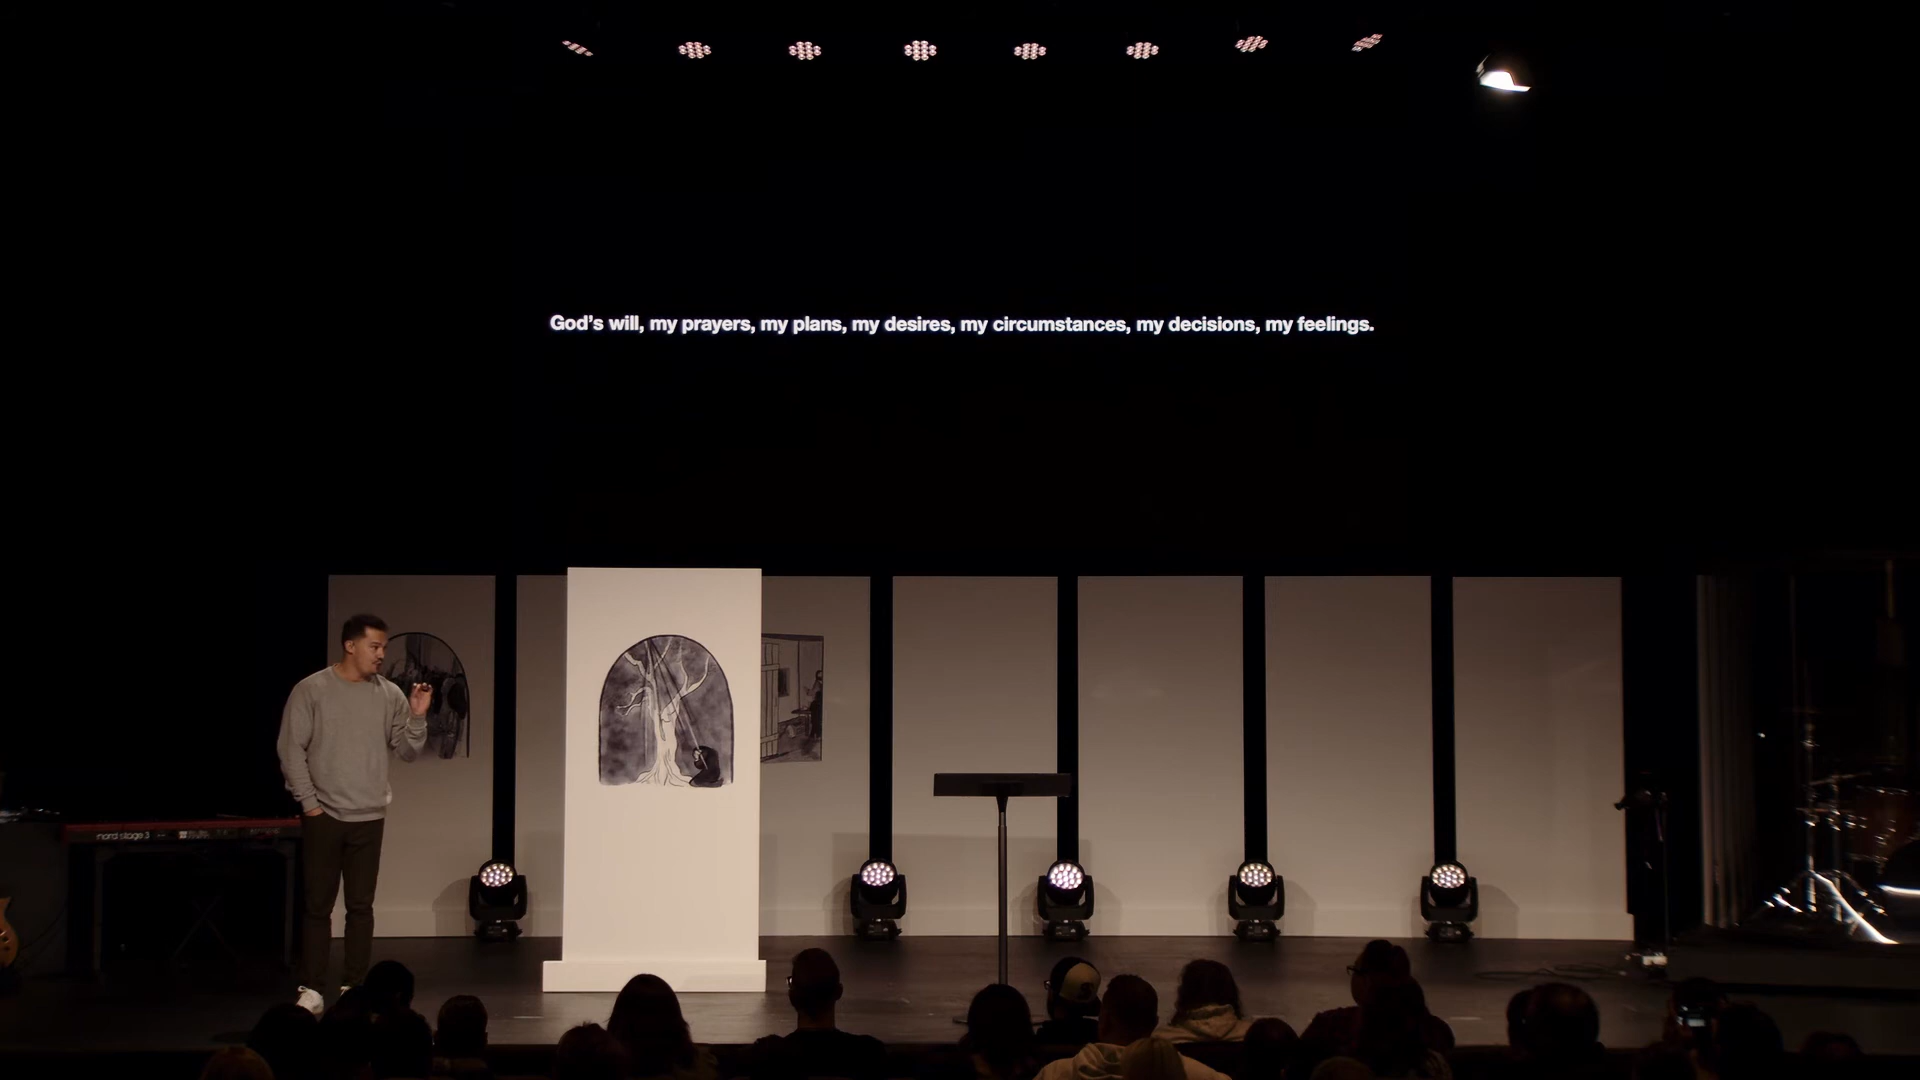 God’s will, my prayers, my plans, my desires, my circumstances, my decisions, my feelings.
nord stage 3